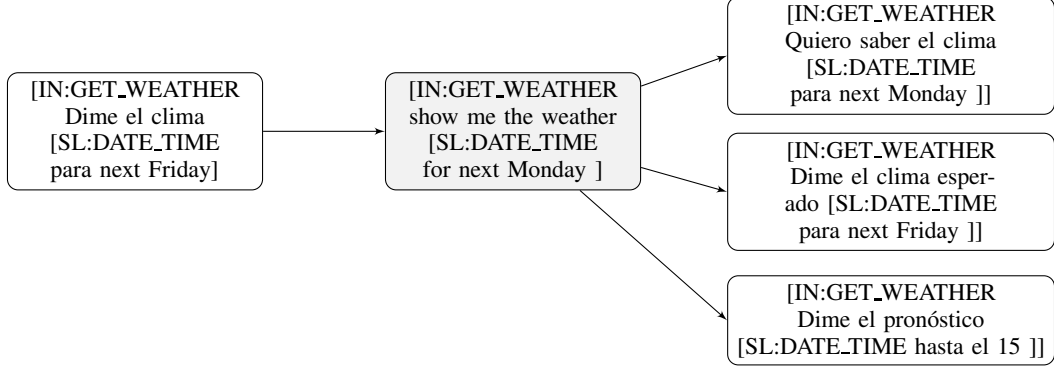 [IN:GET_WEATHER
Dime el clima
[SL:DATE_TIME
para next Friday]
[IN:GET_WEATHER
show me the weather
[SL:DATE_TIME
for next Monday ]
[IN:GET_WEATHER
Quiero saber el clima
[SL:DATE_TIME
para next Monday ]]
[IN:GET_WEATHER
Dime el clima esper-
ado [SL:DATE_TIME
para next Friday ]]
[IN:GET_WEATHER
Dime el pronóstico
[SL:DATE_TIME hasta el 15 ]]